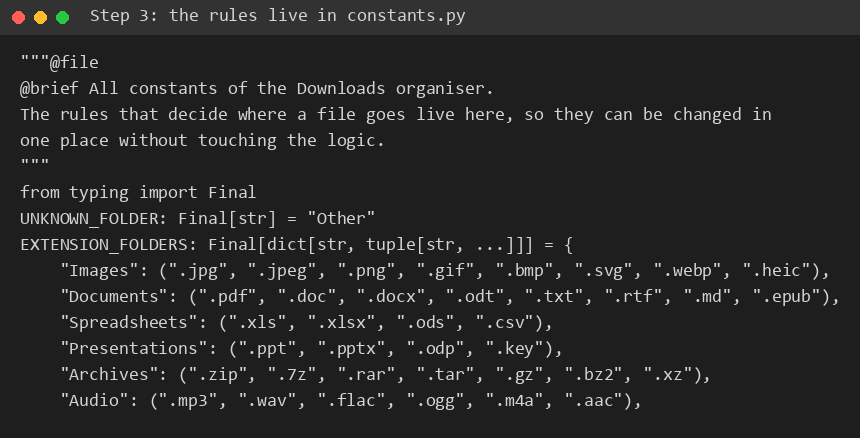 Step 3: the rules live in constants.py
"""@file
@brief All constants of the Downloads organiser.
The rules that decide where a file goes live here, so they can be changed in
one place without touching the logic.
"""
from typing import Final
UNKNOWN_FOLDER: Final[str] = "Other"
EXTENSION_FOLDERS: Final[dict[str, tuple[str, ...]]] = {
    "Images": (".jpg", ".jpeg", ".png", ".gif", ".bmp", ".svg", ".webp", ".heic"),
    "Documents": (".pdf", ".doc", ".docx", ".odt", ".txt", ".rtf", ".md", ".epub"),
    "Spreadsheets": (".xls", ".xlsx", ".ods", ".csv"),
    "Presentations": (".ppt", ".pptx", ".odp", ".key"),
    "Archives": (".zip", ".7z", ".rar", ".tar", ".gz", ".bz2", ".xz"),
    "Audio": (".mp3", ".wav", ".flac", ".ogg", ".m4a", ".aac"),